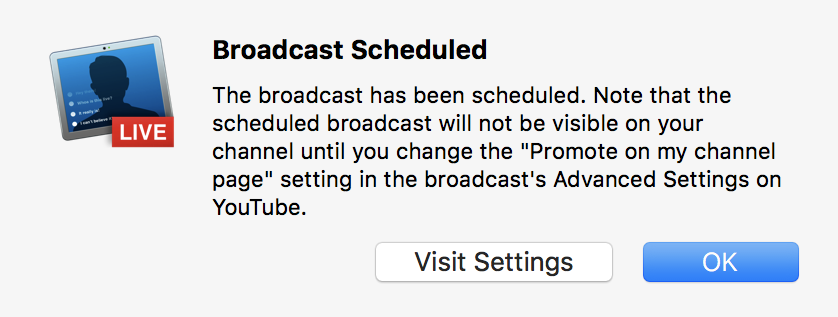 Broadcast Scheduled
The broadcast has been scheduled. Note that the
scheduled broadcast will not be visible on your
channel until you change the "Promote on my channel
page" setting in the broadcast's Advanced Settings on
YouTube.
LIVE
Visit Settings
OK